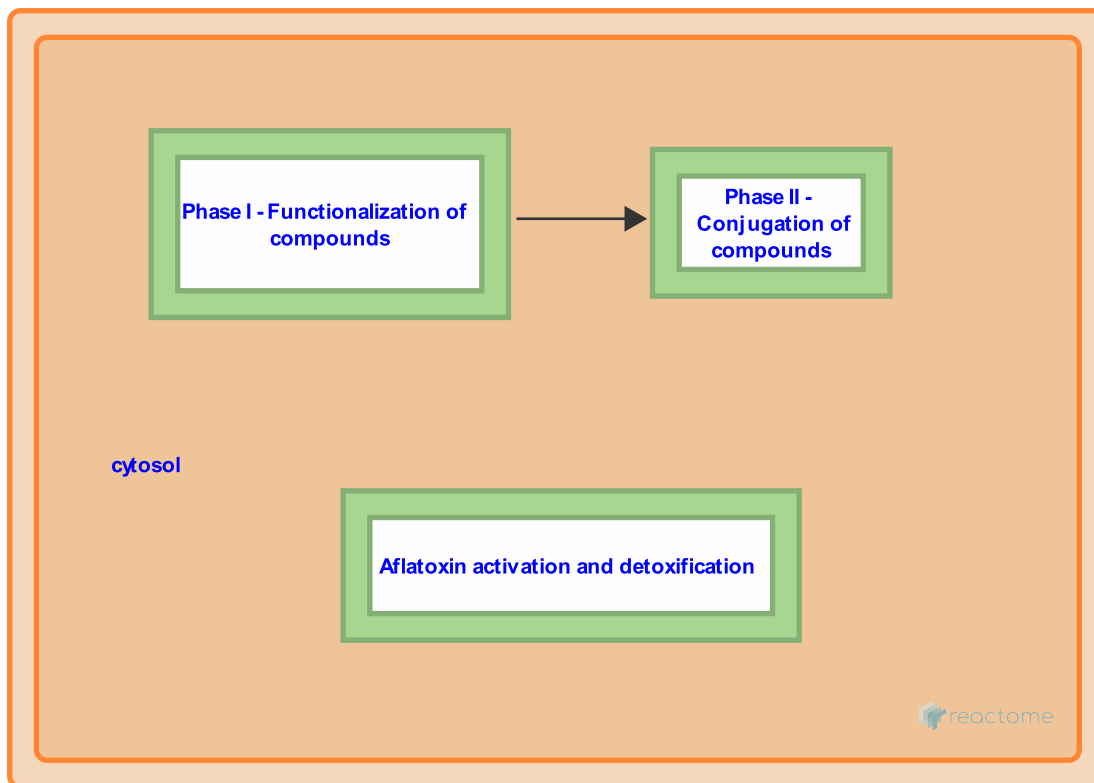 Phase I - Functionalization of
compounds
Phase II -
Conjugation of
compounds
cytosol
Aflatoxin activation and detoxification
reactome